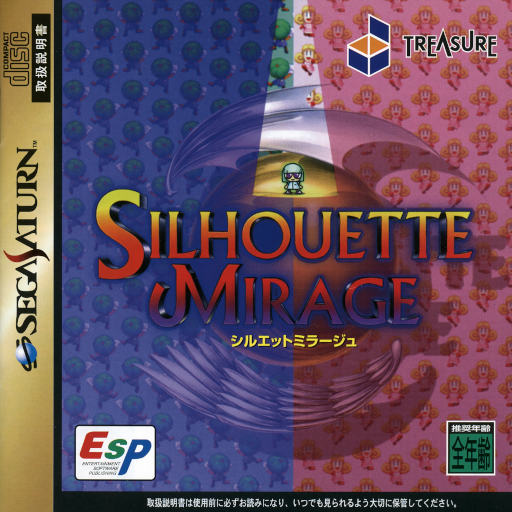 COMPACT
disc
取扱説明書
SEGA SATURN™
TREASURE
SILHOUETTE
MIRAGE
シルエットミラージュ
ESP
ENTERTAINMENT
SOFTWARE
PUBLISHING
推奨年齢
全年齢
取扱説明書は使用前に必ずお読みになり、いつでも見られるよう大切に保管してください。